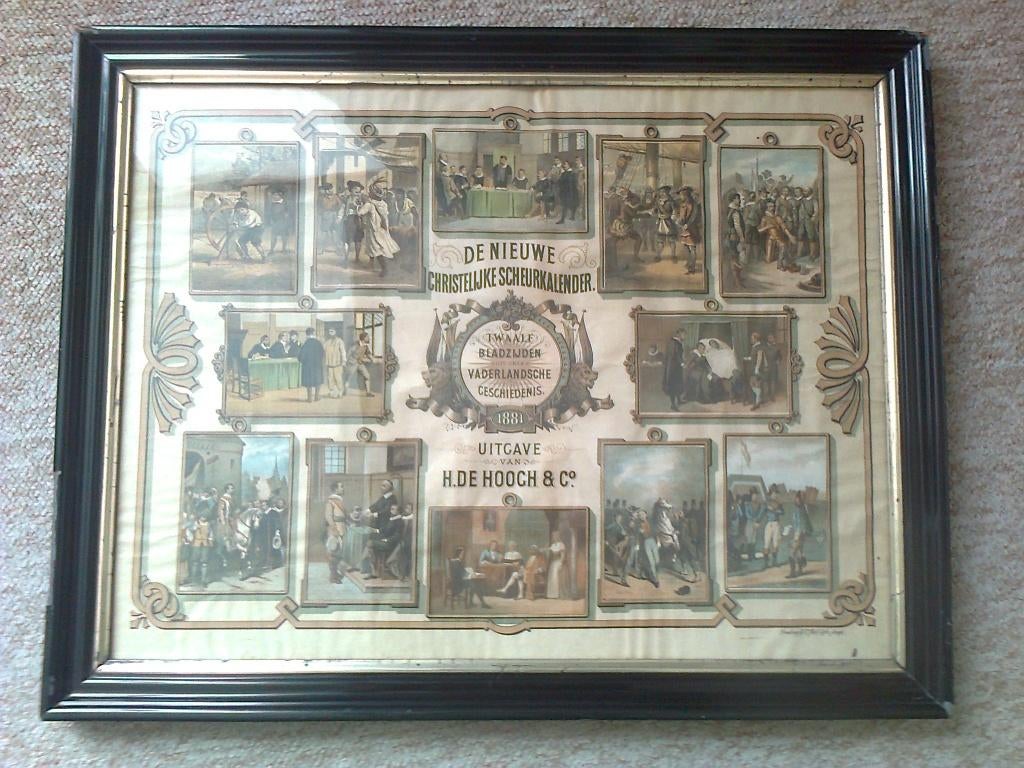 DE NIEUWE
CHRISTELIJKE SCHEURKALENDER.
TWAALF
BLADZIJDEN
VADERLANDSCHE
GESCHIEDENIS.
1881
UITGAVE
VAN
H. DE HOOCH & Cº.